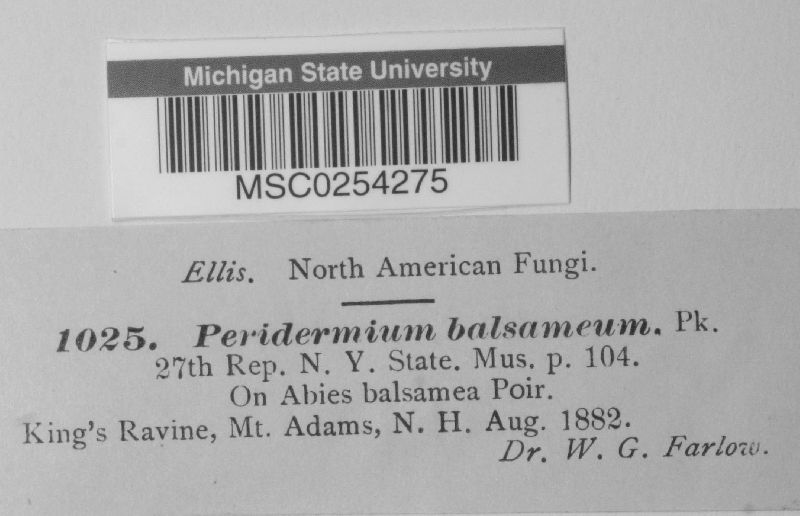 Michigan State University
MSC0254275
Ellis. North American Fungi.
1025. Peridermium balsameum. Pk.
27th Rep. N. Y. State. Mus. p. 104.
On Abies balsamea Poir.
King's Ravine, Mt. Adams, N. H. Aug. 1882.
Dr. W. G. Farlow.